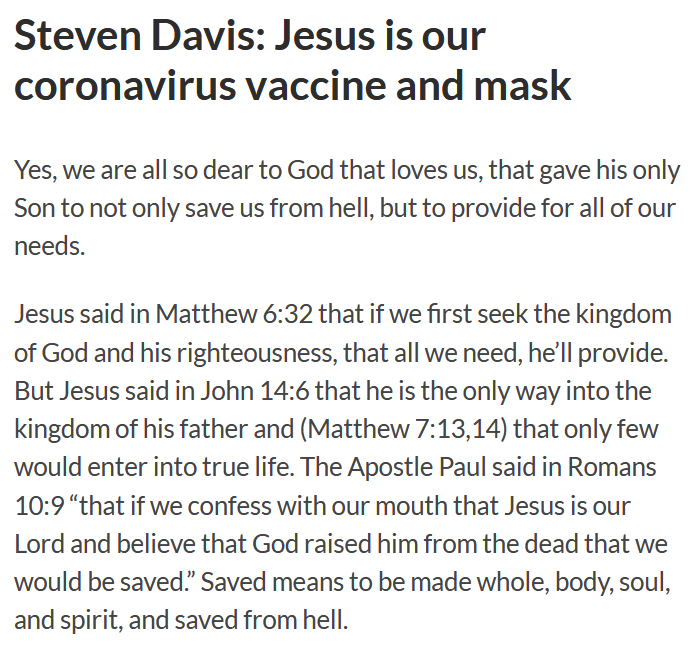 Steven Davis: Jesus is our
coronavirus vaccine and mask
Yes, we are all so dear to God that loves us, that gave his only
Son to not only save us from hell, but to provide for all of our
needs.
Jesus said in Matthew 6:32 that if we first seek the kingdom
of God and his righteousness, that all we need, he’ll provide.
But Jesus said in John 14:6 that he is the only way into the
kingdom of his father and (Matthew 7:13,14) that only few
would enter into true life. The Apostle Paul said in Romans
10:9 “that if we confess with our mouth that Jesus is our
Lord and believe that God raised him from the dead that we
would be saved.” Saved means to be made whole, body, soul,
and spirit, and saved from hell.